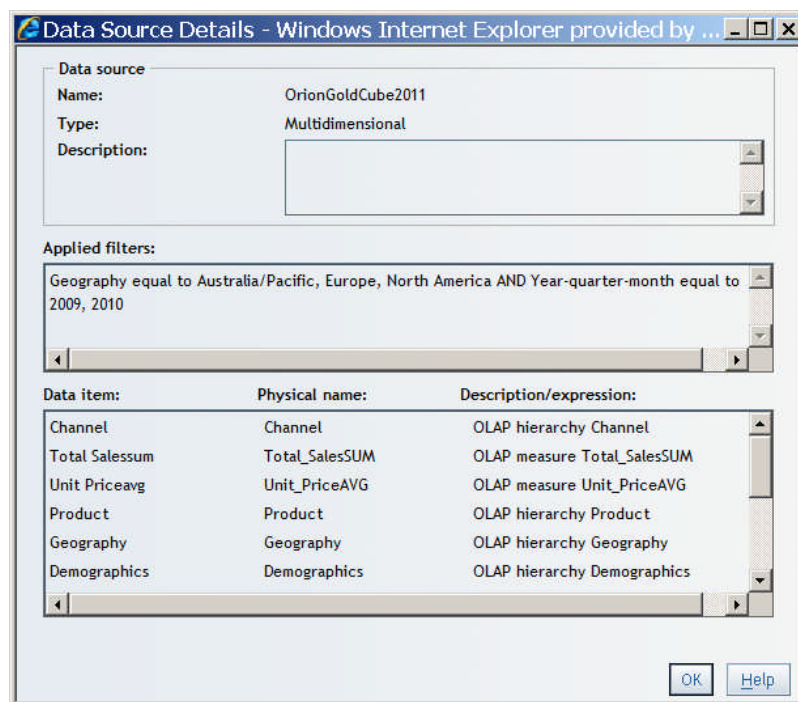 Data Source Details - Windows Internet Explorer provided by ...
Data source
Name: OrionGoldCube2011
Type: Multidimensional
Description:
Applied filters:
Geography equal to Australia/Pacific, Europe, North America AND Year-quarter-month equal to
2009, 2010
Data item: Physical name: Description/expression:
Channel Channel OLAP hierarchy Channel
Total Salessum Total_SalesSUM OLAP measure Total_SalesSUM
Unit Priceavg Unit_PriceAVG OLAP measure Unit_PriceAVG
Product Product OLAP hierarchy Product
Geography Geography OLAP hierarchy Geography
Demographics Demographics OLAP hierarchy Demographics
OK Help